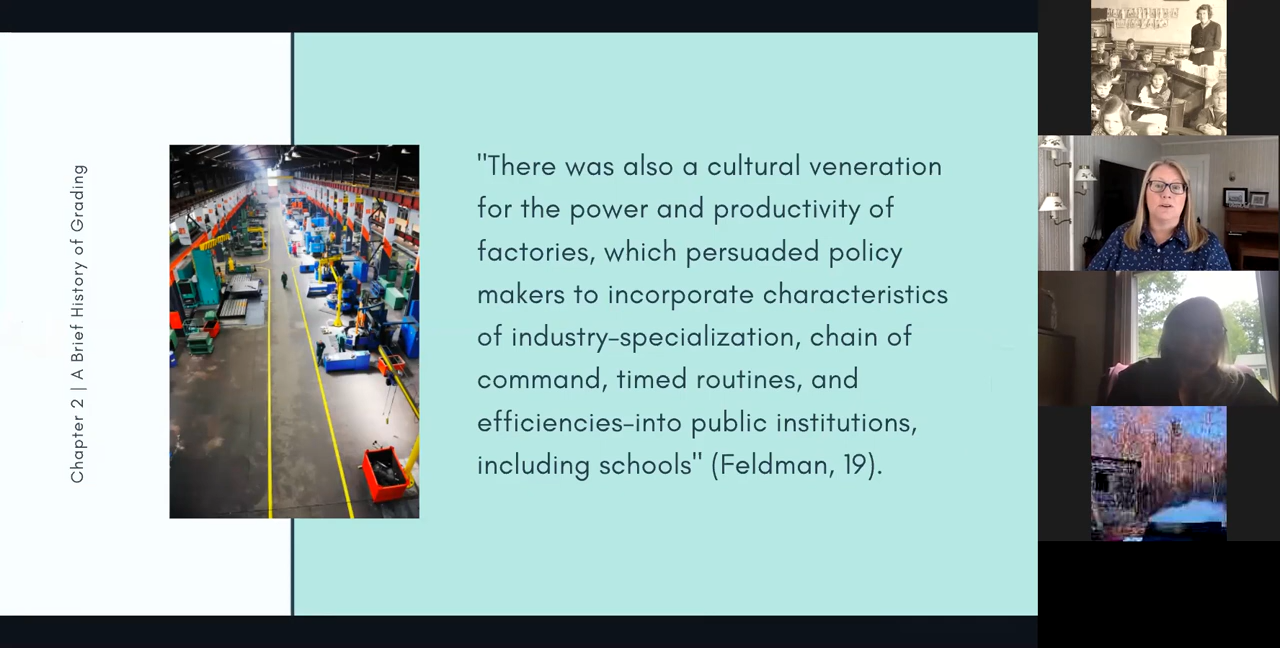 Chapter 2 | A Brief History of Grading
"There was also a cultural veneration
for the power and productivity of
factories, which persuaded policy
makers to incorporate characteristics
of industry-specialization, chain of
command, timed routines, and
efficiencies-into public institutions,
including schools" (Feldman, 19).